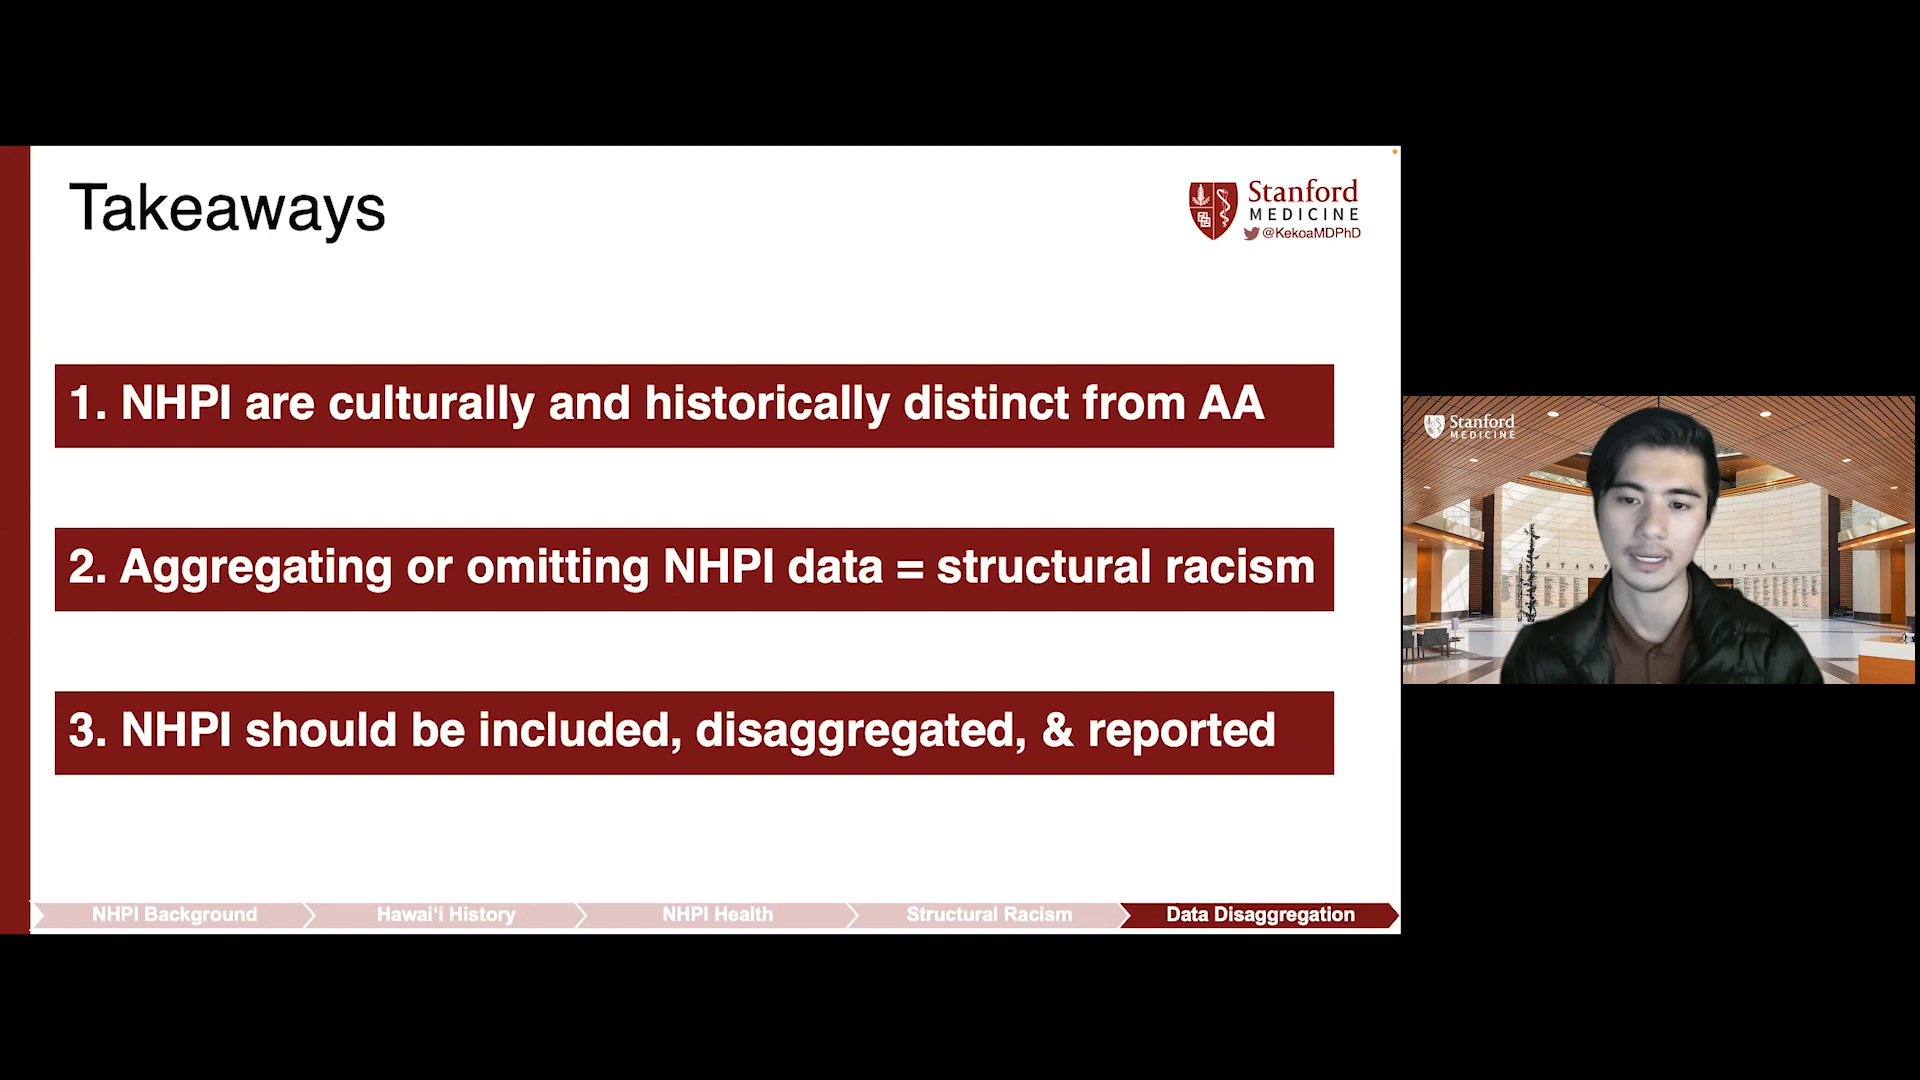 Takeaways
Stanford
MEDICINE
@KekoaMDPhD
1. NHPI are culturally and historically distinct from AA
2. Aggregating or omitting NHPI data = structural racism
3. NHPI should be included, disaggregated, & reported
NHPI Background
Hawai‘i History
NHPI Health
Structural Racism
Data Disaggregation
Stanford
MEDICINE